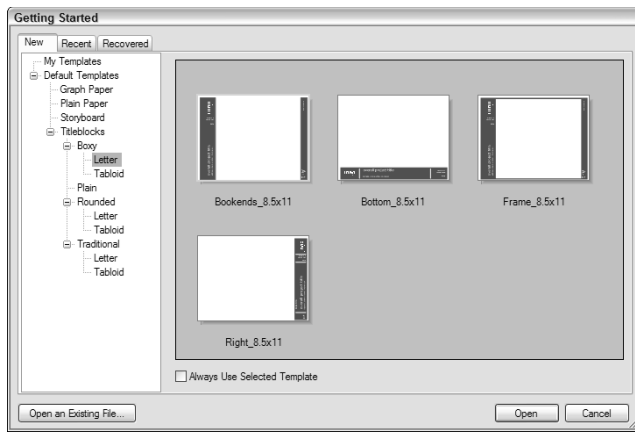 Getting Started
New Recent Recovered
My Templates
Default Templates
Graph Paper
Plain Paper
Storyboard
Titleblocks
Boxy
Letter
Tabloid
Plain
Rounded
Letter
Tabloid
Traditional
Letter
Tabloid
Bookends_8.5x11
Bottom_8.5x11
Frame_8.5x11
Right_8.5x11
Always Use Selected Template
Open an Existing File...
Open
Cancel